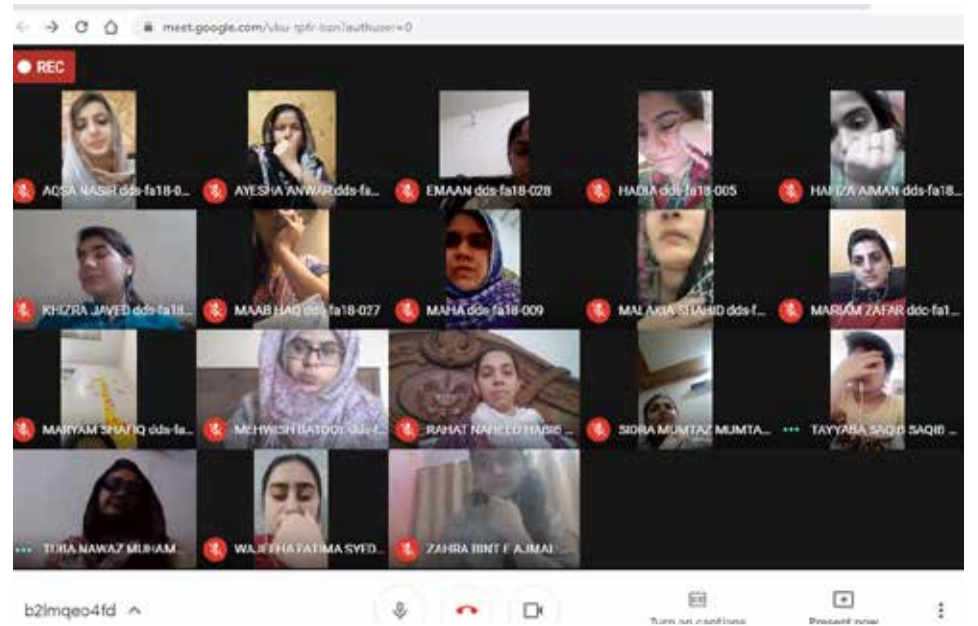 meet.google.com/
REC
AQSA NASIR dds-fa18-0...
AYESHA ANWAR dds-fa...
EMAAN dds-fa18-028
HADIA dds-fa18-005
HAFIZA AIMAN dds-fa18...
KHIZRA JAVED dds-fa18...
MAAB HAQ dds-fa18-027
MAHA dds-fa18-009
SHAHID dds-f...
MARIAM ZAFAR ddc-fa1...
MARYAM SHAFIQ dds-fa...
MEHWISH BATOOL dds-f...
RAHAT NAHEED HABIB ...
SIDRA MUMTAZ MUMTA...
TAYYABA SAQIB SAQIB ...
TUBA NAWAZ MUHAM...
WAJEEHA FATIMA SYED...
ZAHRA BINT E AJMAL
b2lmqeo4fd
Turn on captions
Present now